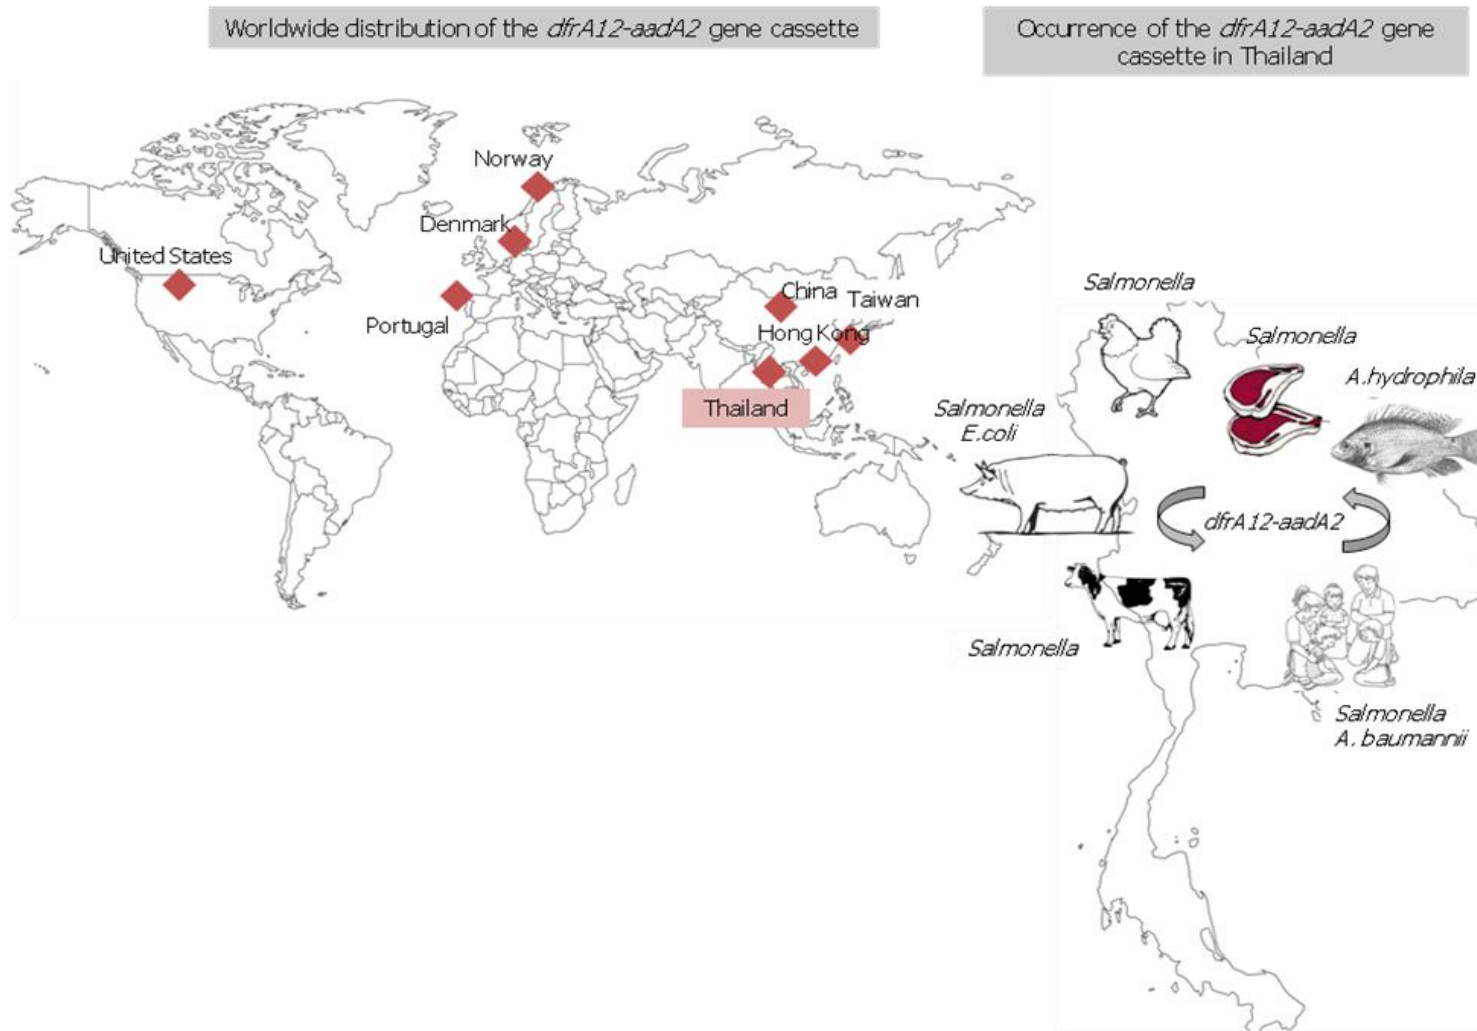 Worldwide distribution of the dfrA12-aadA2 gene cassette
Occurrence of the dfrA12-aadA2 gene
cassette in Thailand
Norway
Denmark
United States
Portugal
China
Taiwan
Hong Kong
Thailand
Salmonella
Salmonella
A.hydrophila
Salmonella
E.coli
dfrA12-aadA2
Salmonella
Salmonella
A. baumannii